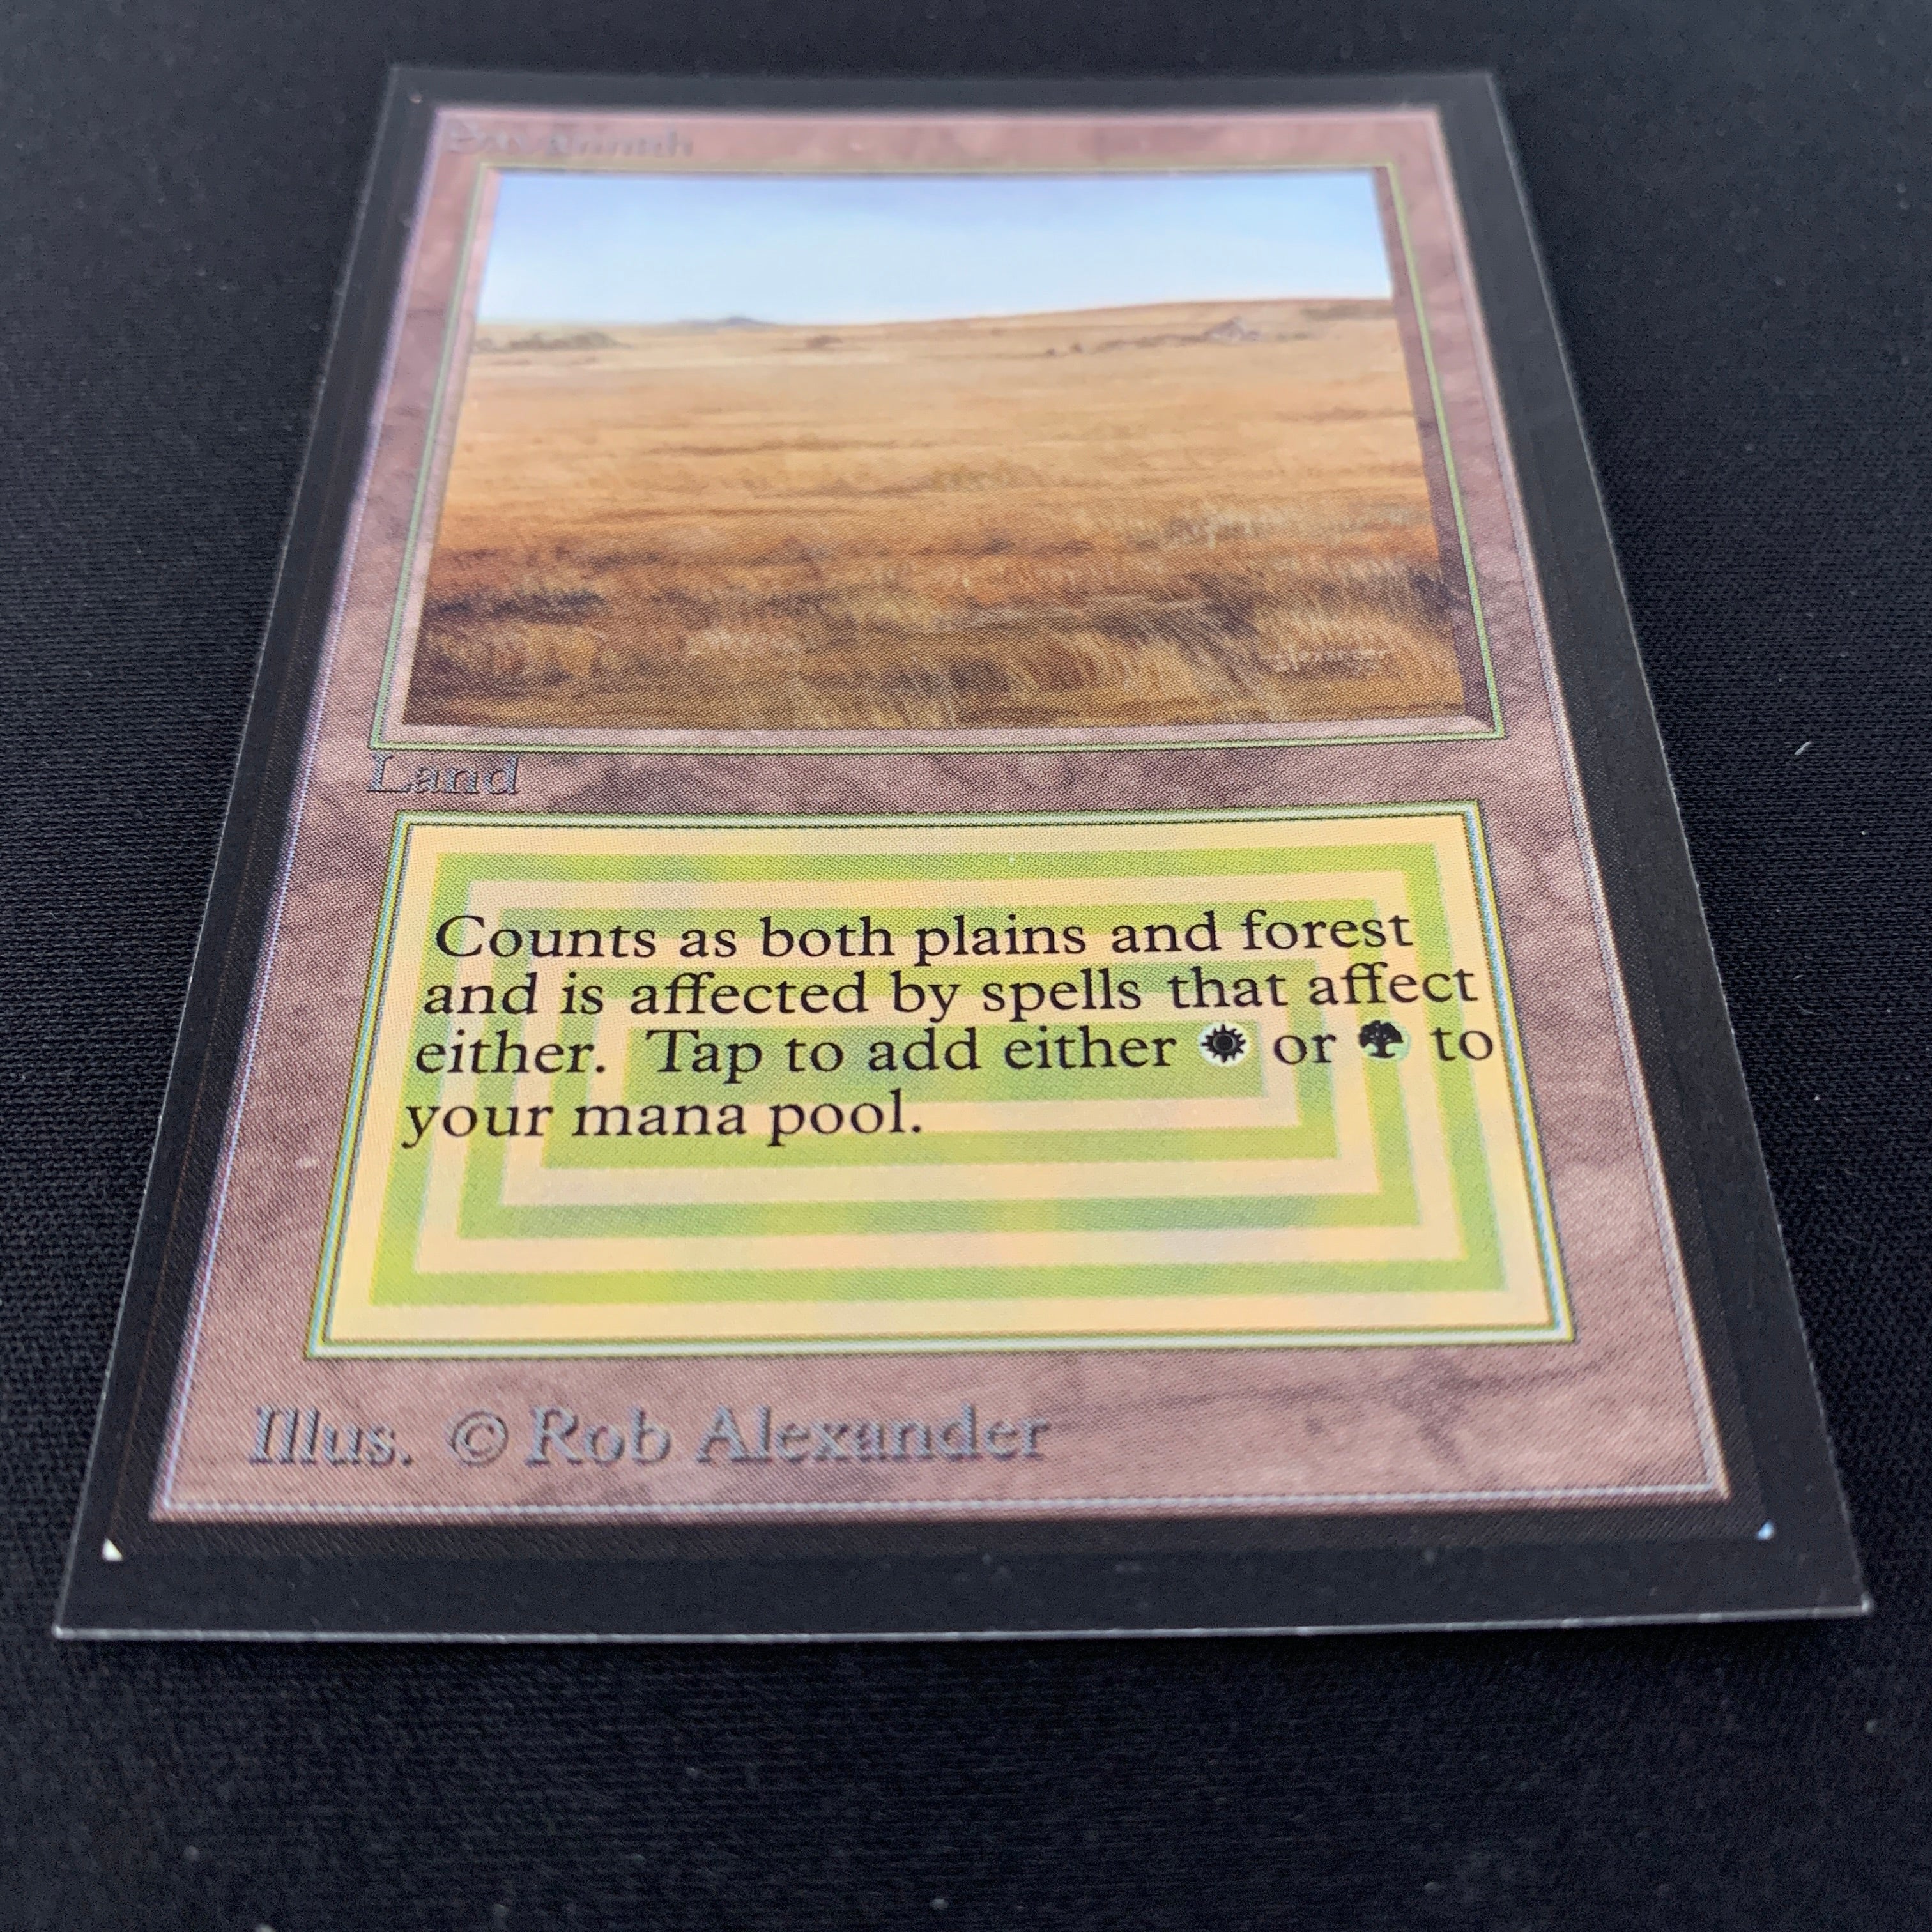 Savannah
Land
Counts as both plains and forest
and is affected by spells that affect
either. Tap to add either or to
your mana pool.
Illus. © Rob Alexander